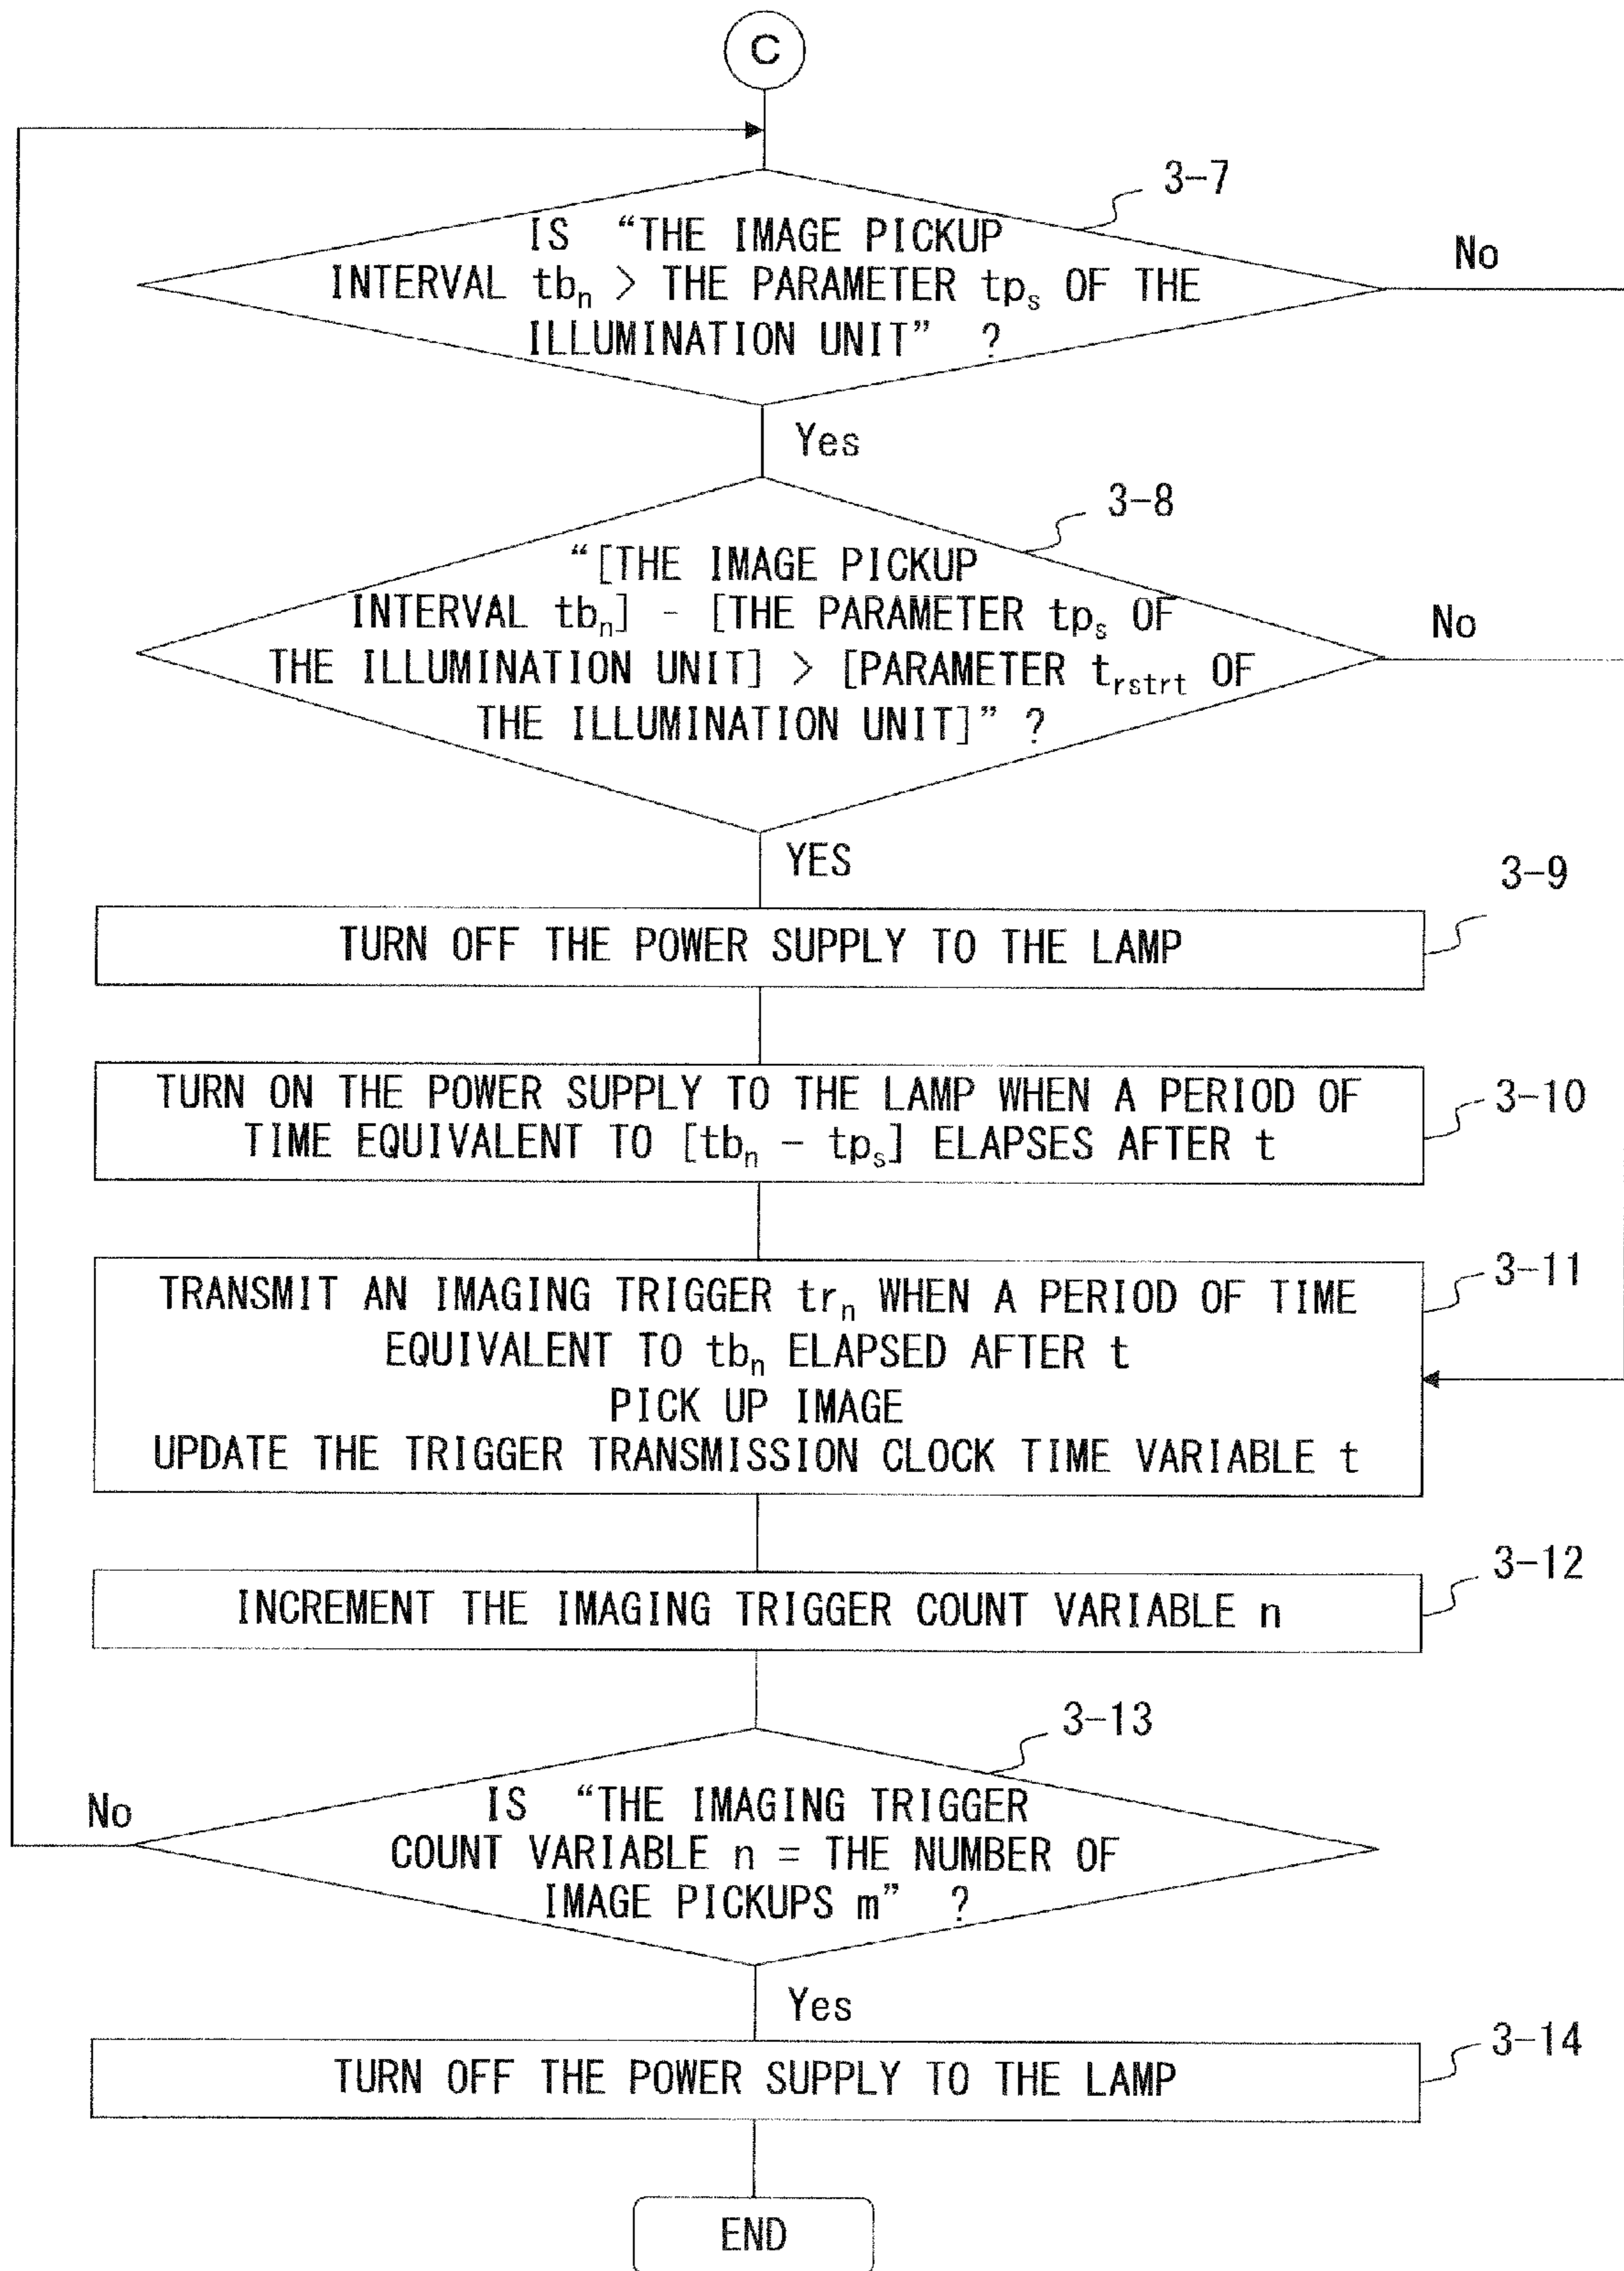 C
3-7
IS “THE IMAGE PICKUP
INTERVAL tbₙ > THE PARAMETER tpₛ OF THE
ILLUMINATION UNIT” ?
No
Yes
3-8
“[THE IMAGE PICKUP
INTERVAL tbₙ] - [THE PARAMETER tpₛ OF
THE ILLUMINATION UNIT] > [PARAMETER t_rstrt OF
THE ILLUMINATION UNIT]” ?
No
YES
3-9
TURN OFF THE POWER SUPPLY TO THE LAMP
TURN ON THE POWER SUPPLY TO THE LAMP WHEN A PERIOD OF
TIME EQUIVALENT TO [tbₙ - tpₛ] ELAPSES AFTER t
3-10
TRANSMIT AN IMAGING TRIGGER trₙ WHEN A PERIOD OF TIME
EQUIVALENT TO tbₙ ELAPSED AFTER t
PICK UP IMAGE
UPDATE THE TRIGGER TRANSMISSION CLOCK TIME VARIABLE t
3-11
INCREMENT THE IMAGING TRIGGER COUNT VARIABLE n
3-12
3-13
IS “THE IMAGING TRIGGER
COUNT VARIABLE n = THE NUMBER OF
IMAGE PICKUPS m” ?
No
Yes
3-14
TURN OFF THE POWER SUPPLY TO THE LAMP
END